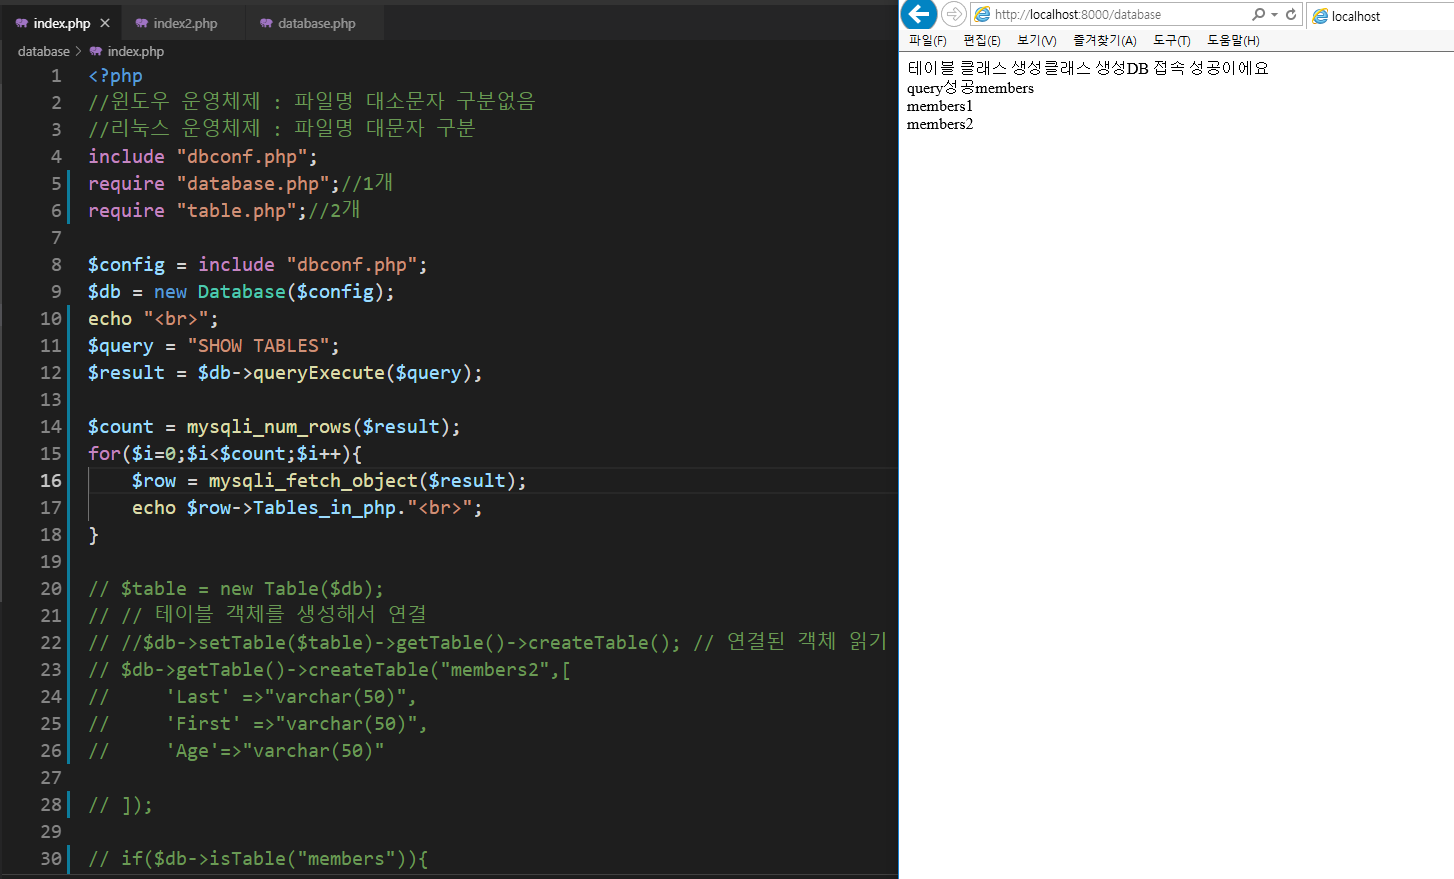 index.php × index2.php database.php
database > index.php
1 <?php
2 //윈도우 운영체제 : 파일명 대소문자 구분없음
3 //리눅스 운영체제 : 파일명 대문자 구분
4 include "dbconf.php";
5 require "database.php";//1개
6 require "table.php";//2개
7
8 $config = include "dbconf.php";
9 $db = new Database($config);
10 echo "<br>";
11 $query = "SHOW TABLES";
12 $result = $db->queryExecute($query);
13
14 $count = mysqli_num_rows($result);
15 for($i=0;$i<$count;$i++){
16 $row = mysqli_fetch_object($result);
17 echo $row->Tables_in_php."<br>";
18 }
19
20 // $table = new Table($db);
21 // // 테이블 객체를 생성해서 연결
22 // //$db->setTable($table)->getTable()->createTable(); // 연결된 객체 읽기
23 // $db->getTable()->createTable("members2",[
24 // 'Last' =>"varchar(50)",
25 // 'First' =>"varchar(50)",
26 // 'Age'=>"varchar(50)"
27
28 // ]);
29
30 // if($db->isTable("members")){
http://localhost:8000/database
localhost
파일(F) 편집(E) 보기(V) 즐겨찾기(A) 도구(T) 도움말(H)
테이블 클래스 생성클래스 생성DB 접속 성공이에요
query성공members
members1
members2